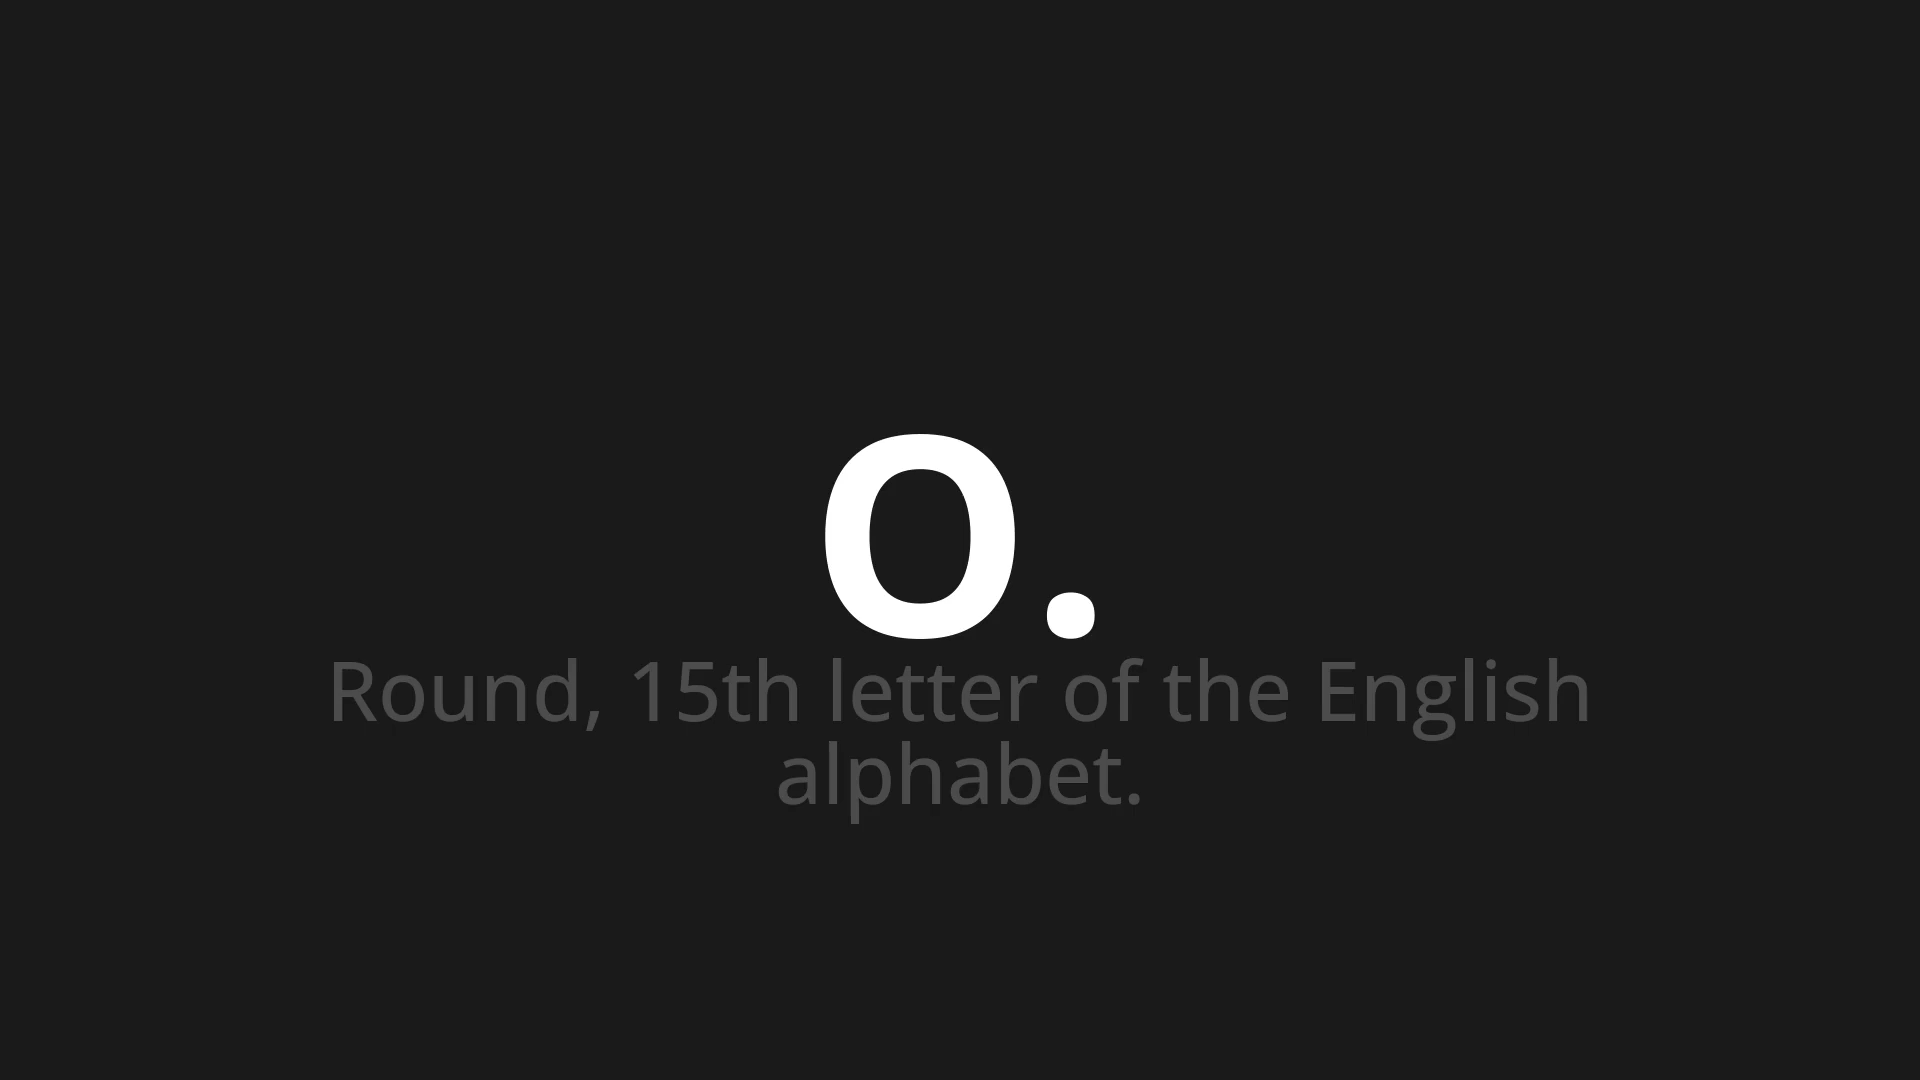 O.
Round, 15th letter of the English
alphabet.